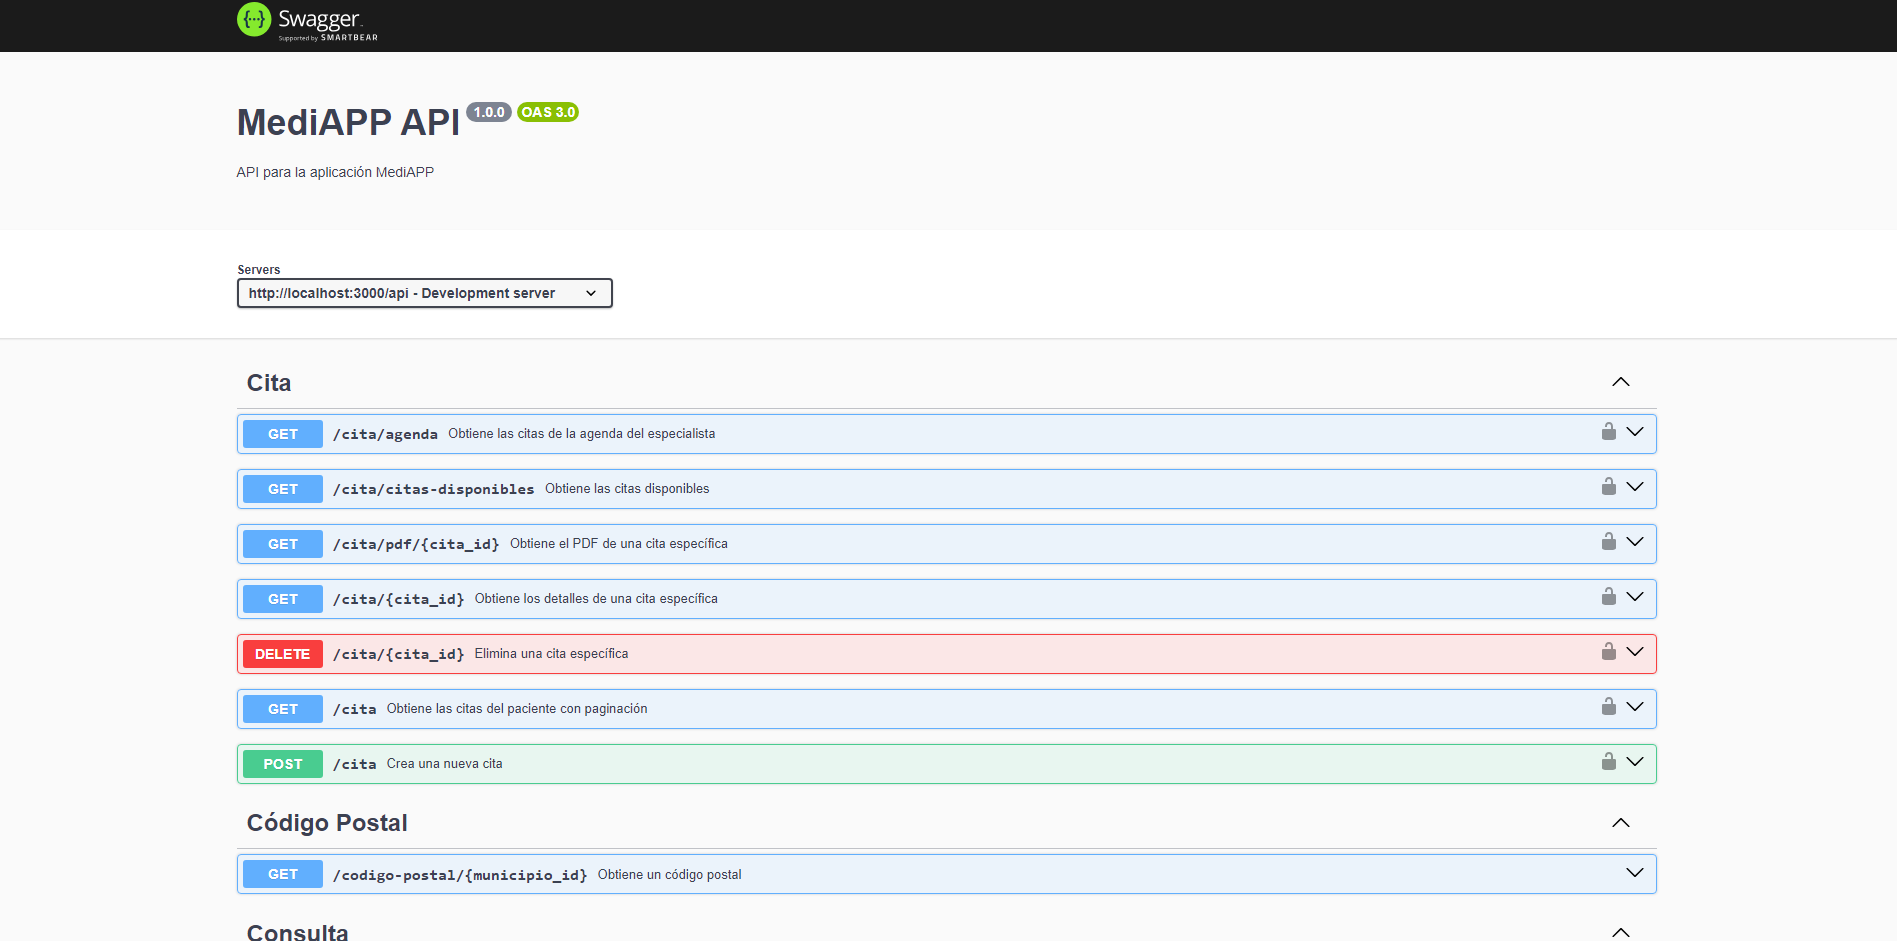 Swagger
Supported by SMARTBEAR
MediAPP API 1.0.0 OAS 3.0
API para la aplicación MediAPP
Servers
http://localhost:3000/api - Development server
Cita
GET /cita/agenda Obtiene las citas de la agenda del especialista
GET /cita/citas-disponibles Obtiene las citas disponibles
GET /cita/pdf/{cita_id} Obtiene el PDF de una cita específica
GET /cita/{cita_id} Obtiene los detalles de una cita específica
DELETE /cita/{cita_id} Elimina una cita específica
GET /cita Obtiene las citas del paciente con paginación
POST /cita Crea una nueva cita
Código Postal
GET /codigo-postal/{municipio_id} Obtiene un código postal
Consulta